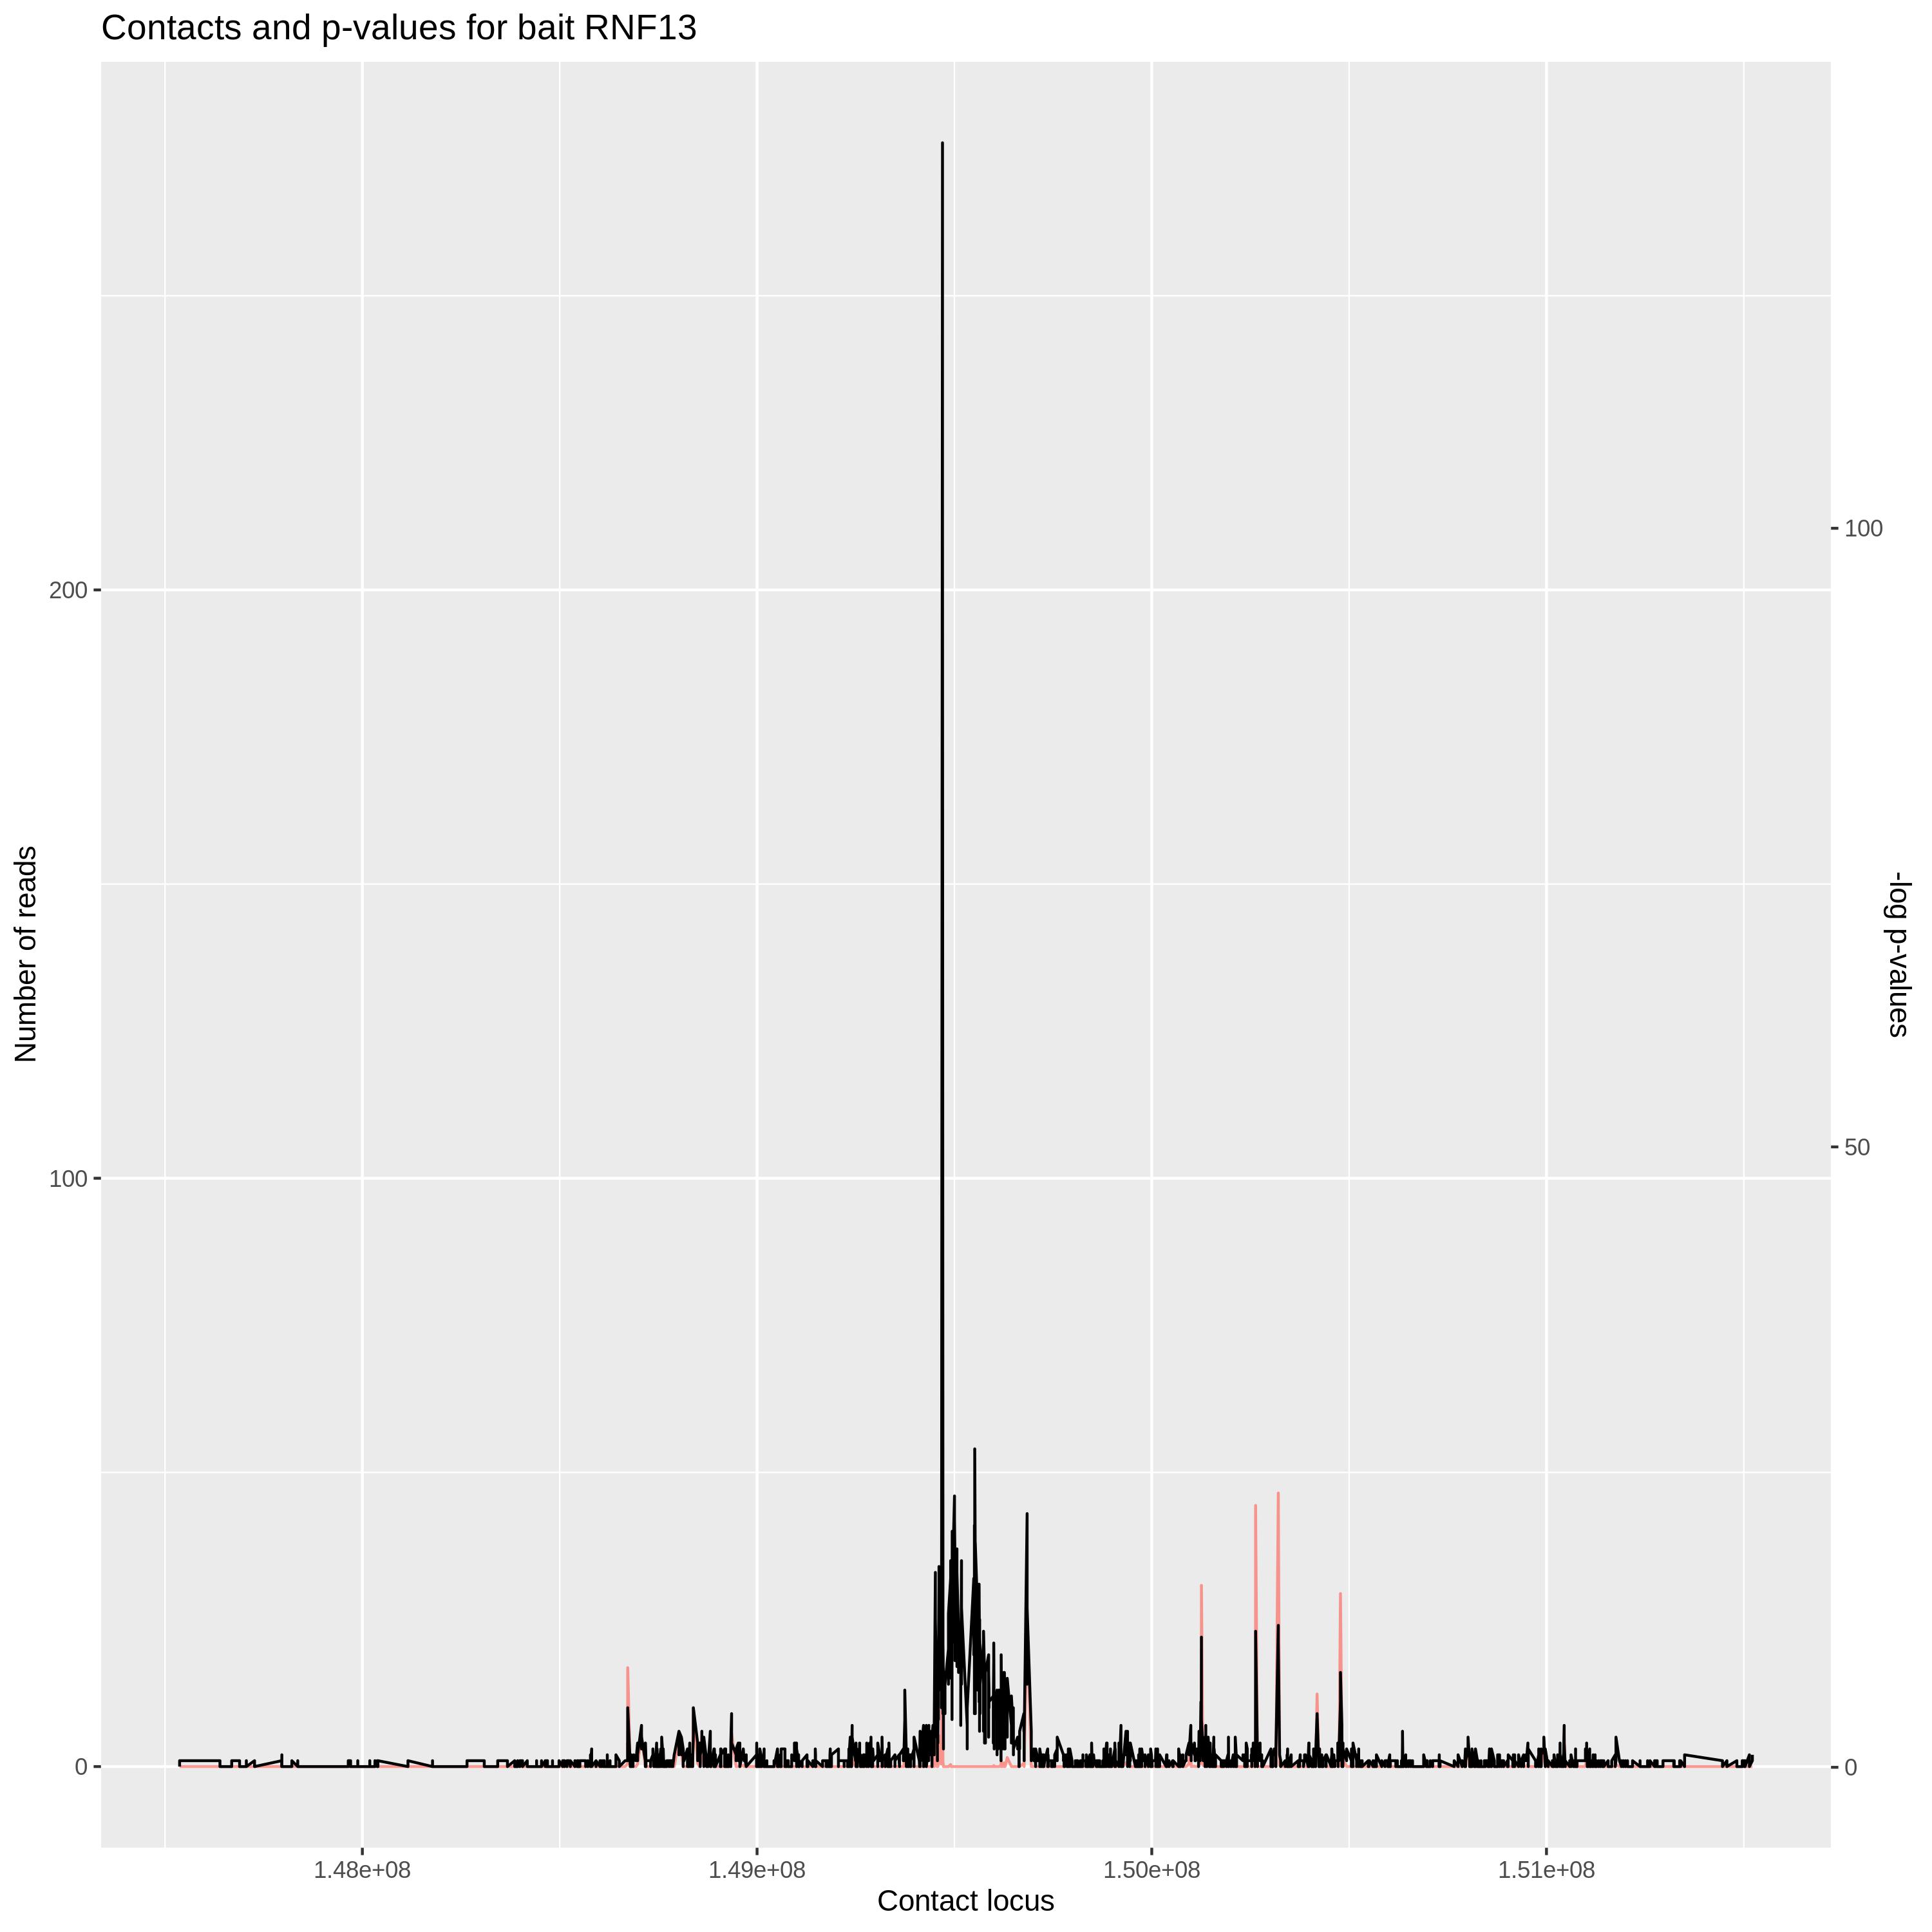 Contacts and p-values for bait RNF13
Number of reads
200
100
0
100
50
0
-log p-values
1.48e+08 1.49e+08 1.50e+08 1.51e+08
Contact locus